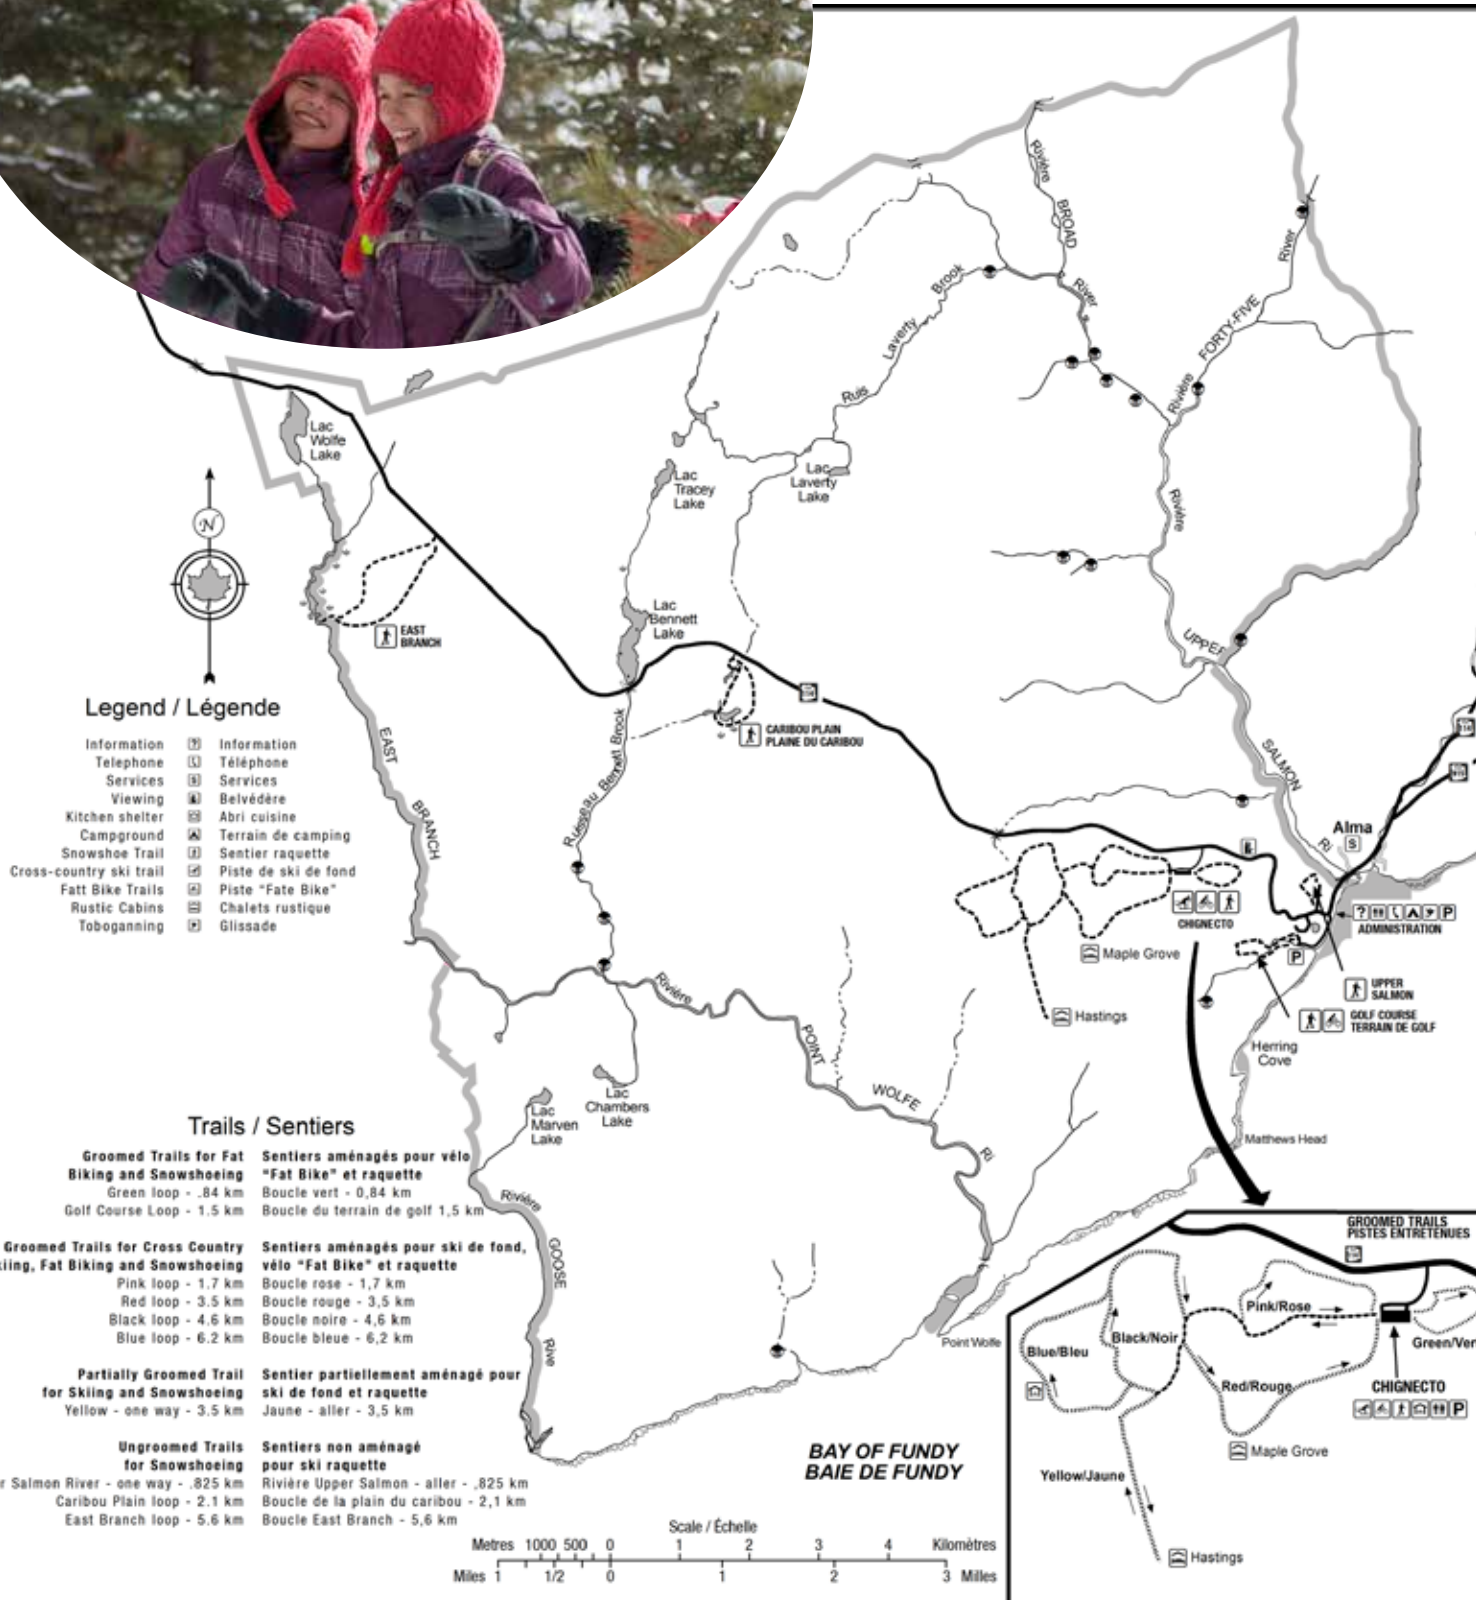 Rivière
BROAD
River
Brook
Laverty
Ruis
River
FORTY-FIVE
Rivière
Rivière
UPPER
SALMON
Ri
Lac
Wolfe
Lake
Lac
Tracey
Lake
Lac
Laverty
Lake
Lac
Bennett
Lake
N
EAST
BRANCH
CARIBOU PLAIN
PLAINE DU CARIBOU
Ruisseau Bennett Brook
EAST
BRANCH
Legend / Légende
Information ? Information
Telephone Téléphone
Services S Services
Viewing Belvédère
Kitchen shelter Abri cuisine
Campground Terrain de camping
Snowshoe Trail Sentier raquette
Cross-country ski trail Piste de ski de fond
Fatt Bike Trails Piste "Fate Bike"
Rustic Cabins Chalets rustique
Toboganning Glissade
114
114
915
Alma
S
CHIGNECTO
Maple Grove
Hastings
? P
ADMINISTRATION
P
UPPER
SALMON
GOLF COURSE
TERRAIN DE GOLF
Herring
Cove
Matthews Head
Rivière
POINT
WOLFE
Ri
Lac
Chambers
Lake
Lac
Marven
Lake
Rivière
GOOSE
Rive
Point Wolfe
Trails / Sentiers
Groomed Trails for Fat Sentiers aménagés pour vélo
Biking and Snowshoeing "Fat Bike" et raquette
Green loop - .84 km Boucle vert - 0,84 km
Golf Course Loop - 1.5 km Boucle du terrain de golf 1,5 km
Groomed Trails for Cross Country Sentiers aménagés pour ski de fond,
iing, Fat Biking and Snowshoeing vélo "Fat Bike" et raquette
Pink loop - 1.7 km Boucle rose - 1,7 km
Red loop - 3.5 km Boucle rouge - 3,5 km
Black loop - 4.6 km Boucle noire - 4,6 km
Blue loop - 6.2 km Boucle bleue - 6,2 km
Partially Groomed Trail Sentier partiellement aménagé pour
for Skiing and Snowshoeing ski de fond et raquette
Yellow - one way - 3.5 km Jaune - aller - 3,5 km
Ungroomed Trails Sentiers non aménagé
for Snowshoeing pour ski raquette
r Salmon River - one way - .825 km Rivière Upper Salmon - aller - ,825 km
Caribou Plain loop - 2.1 km Boucle de la plain du caribou - 2,1 km
East Branch loop - 5.6 km Boucle East Branch - 5,6 km
BAY OF FUNDY
BAIE DE FUNDY
Scale / Échelle
Metres 1000 500 0 1 2 3 4 Kilomètres
Miles 1 1/2 0 1 2 3 Milles
GROOMED TRAILS
PISTES ENTRETENUES
Pink/Rose
Black/Noir
Blue/Bleu
Green/Ver
Red/Rouge
CHIGNECTO
P
Maple Grove
Yellow/Jaune
Hastings